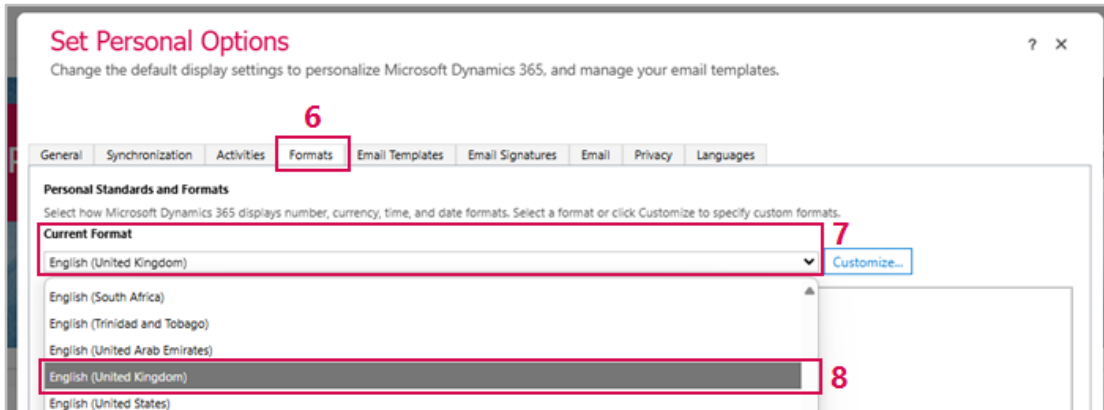 Set Personal Options
? ×
Change the default display settings to personalize Microsoft Dynamics 365, and manage your email templates.
6
General Synchronization Activities Formats Email Templates Email Signatures Email Privacy Languages
Personal Standards and Formats
Select how Microsoft Dynamics 365 displays number, currency, time, and date formats. Select a format or click Customize to specify custom formats.
Current Format
7
English (United Kingdom)
Customize...
English (South Africa)
English (Trinidad and Tobago)
English (United Arab Emirates)
English (United Kingdom)
8
English (United States)